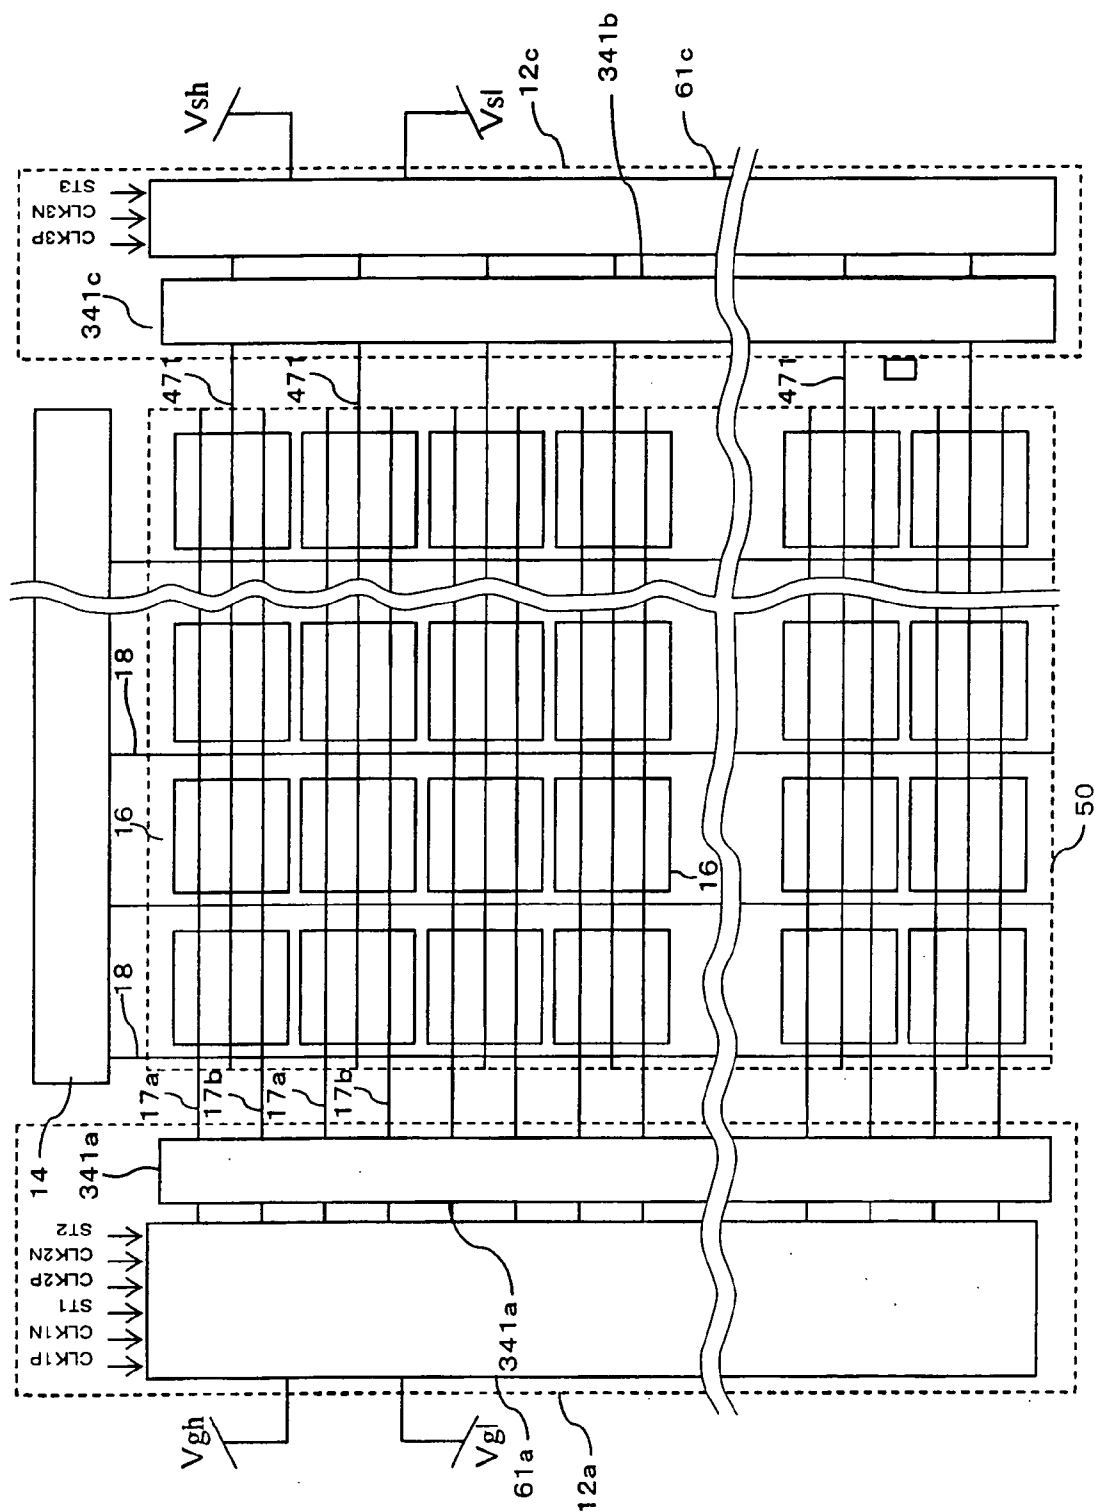 Vsh
Vsl
12c
341b
61c
ST3
CLK3N
CLK3P
341c
471
471
471
18
16
16
50
18
14
17a
17b
17a
17b
341a
ST2
CLK2N
CLK2P
ST1
CLK1N
CLK1P
341a
Vgh
Vgl
61a
12a